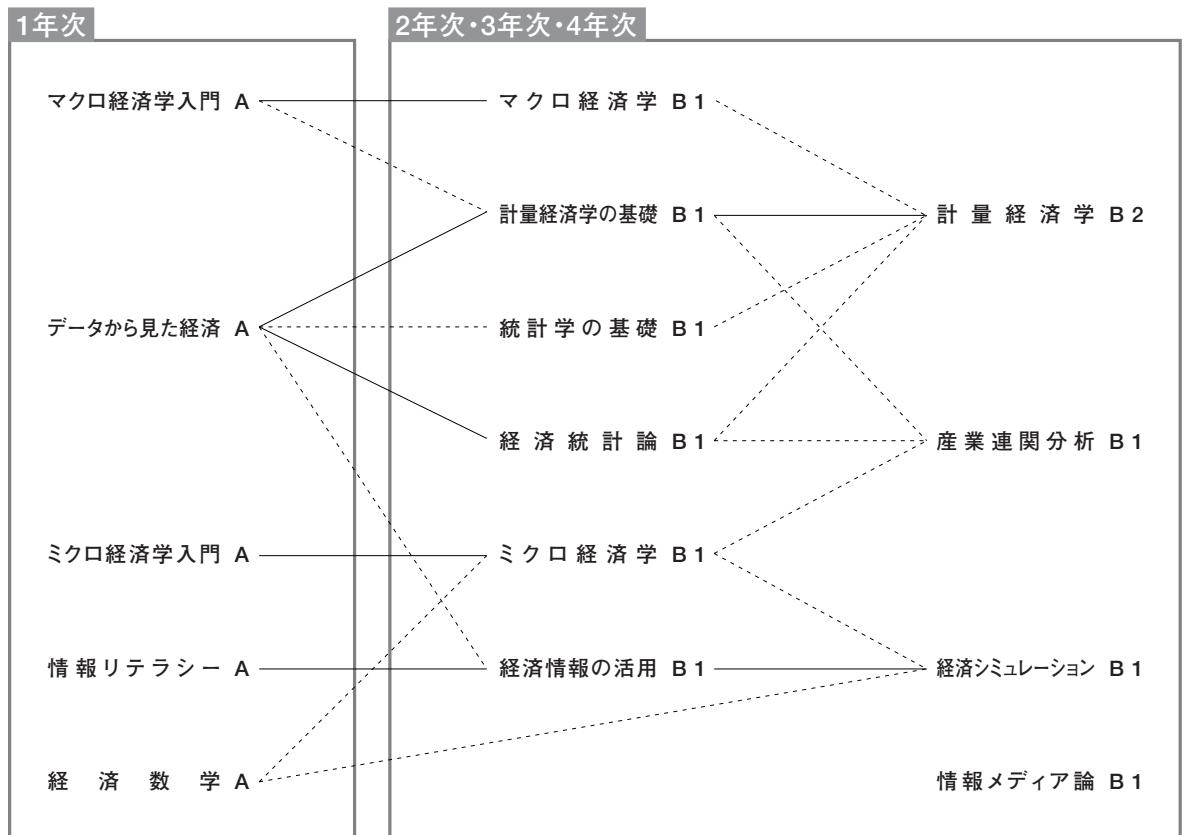 1年次
2年次・3年次・4年次
マクロ経済学入門 A
マクロ経済学 B1
計量経済学の基礎 B1
計量経済学 B2
データから見た経済 A
統計学の基礎 B1
経済統計論 B1
産業連関分析 B1
ミクロ経済学入門 A
ミクロ経済学 B1
情報リテラシー A
経済情報の活用 B1
経済シミュレーション B1
経済数学 A
情報メディア論 B1